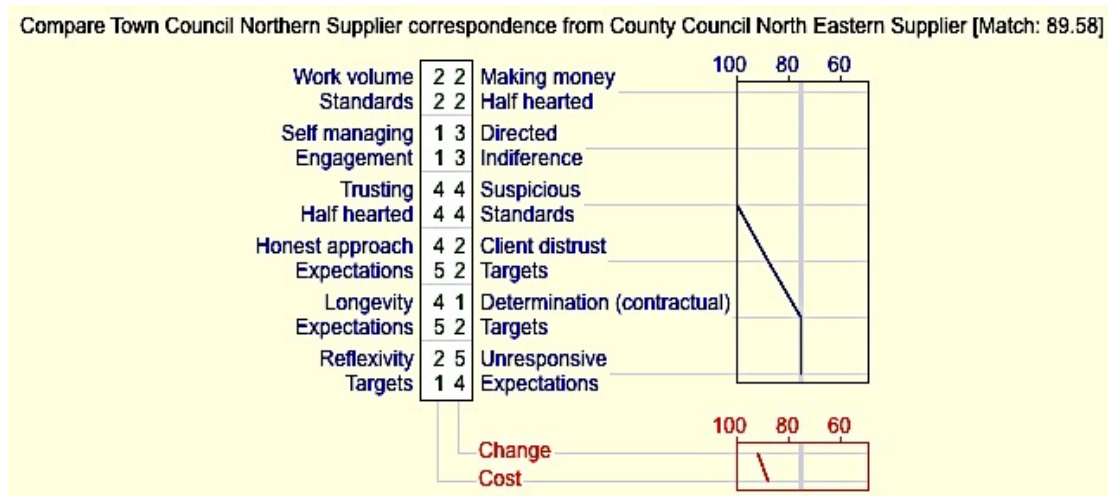 Compare Town Council Northern Supplier correspondence from County Council North Eastern Supplier [Match: 89.58]
100 80 60
Work volume 2 2 Making money
Standards 2 2 Half hearted
Self managing 1 3 Directed
Engagement 1 3 Indiference
Trusting 4 4 Suspicious
Half hearted 4 4 Standards
Honest approach 4 2 Client distrust
Expectations 5 2 Targets
Longevity 4 1 Determination (contractual)
Expectations 5 2 Targets
Reflexivity 2 5 Unresponsive
Targets 1 4 Expectations
100 80 60
Change
Cost